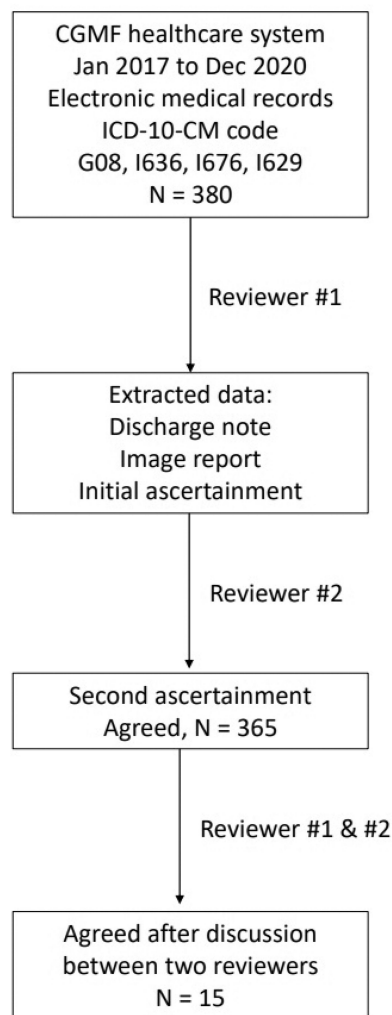 CGMF healthcare system
Jan 2017 to Dec 2020
Electronic medical records
ICD-10-CM code
G08, I636, I676, I629
N = 380
Reviewer #1
Extracted data:
Discharge note
Image report
Initial ascertainment
Reviewer #2
Second ascertainment
Agreed, N = 365
Reviewer #1 & #2
Agreed after discussion
between two reviewers
N = 15